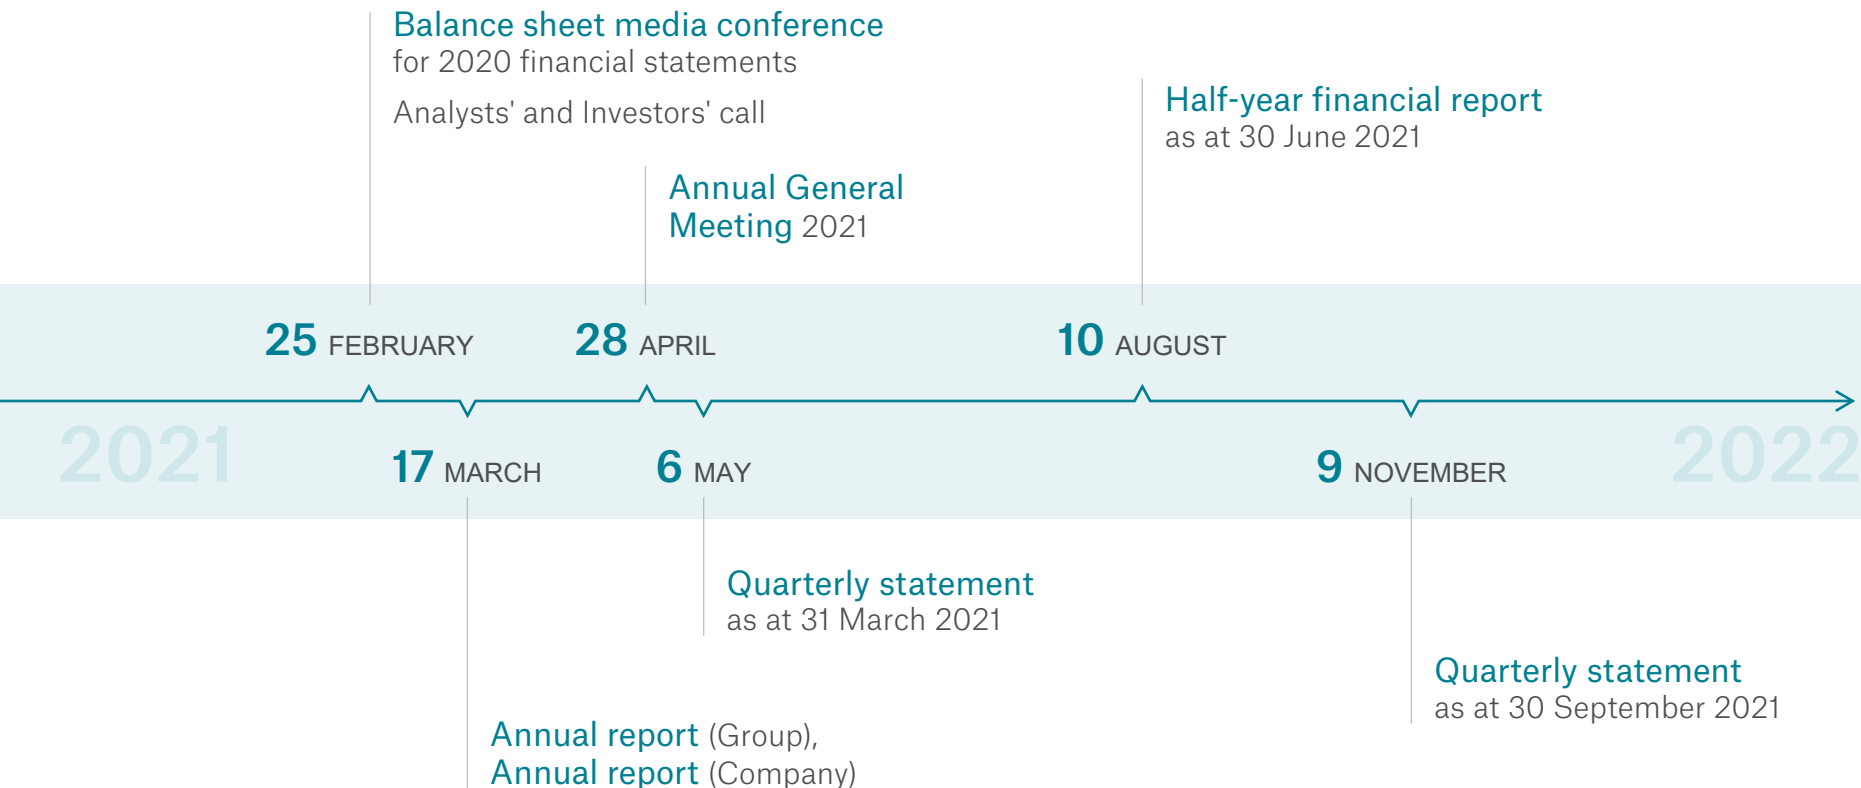 Balance sheet media conference
for 2020 financial statements
Analysts' and Investors' call
Half-year financial report
as at 30 June 2021
Annual General
Meeting 2021
25 FEBRUARY
28 APRIL
10 AUGUST
2021
2022
17 MARCH
6 MAY
9 NOVEMBER
Quarterly statement
as at 31 March 2021
Quarterly statement
as at 30 September 2021
Annual report (Group),
Annual report (Company)